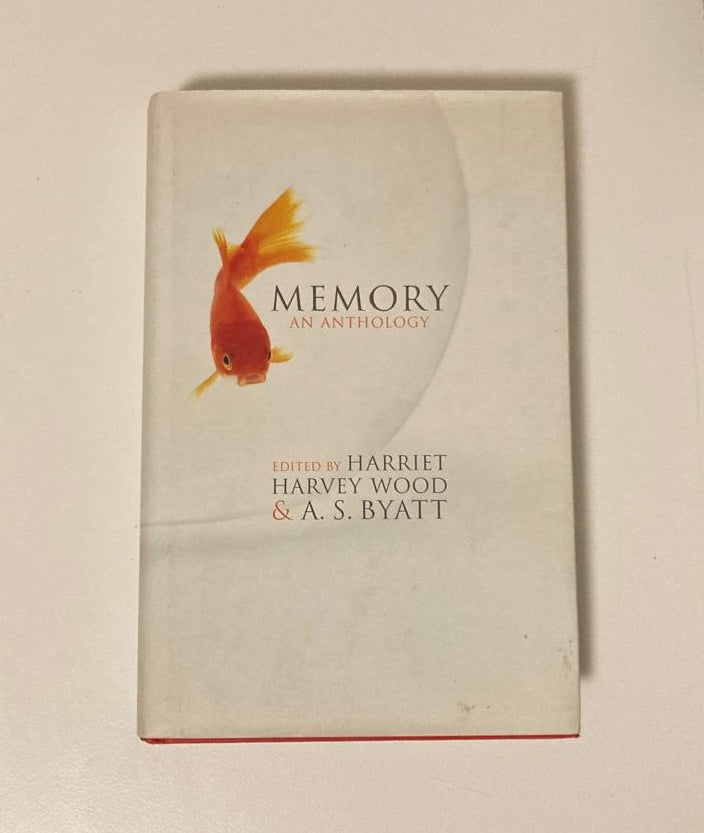 MEMORY
AN ANTHOLOGY
EDITED BY HARRIET
HARVEY WOOD
& A. S. BYATT